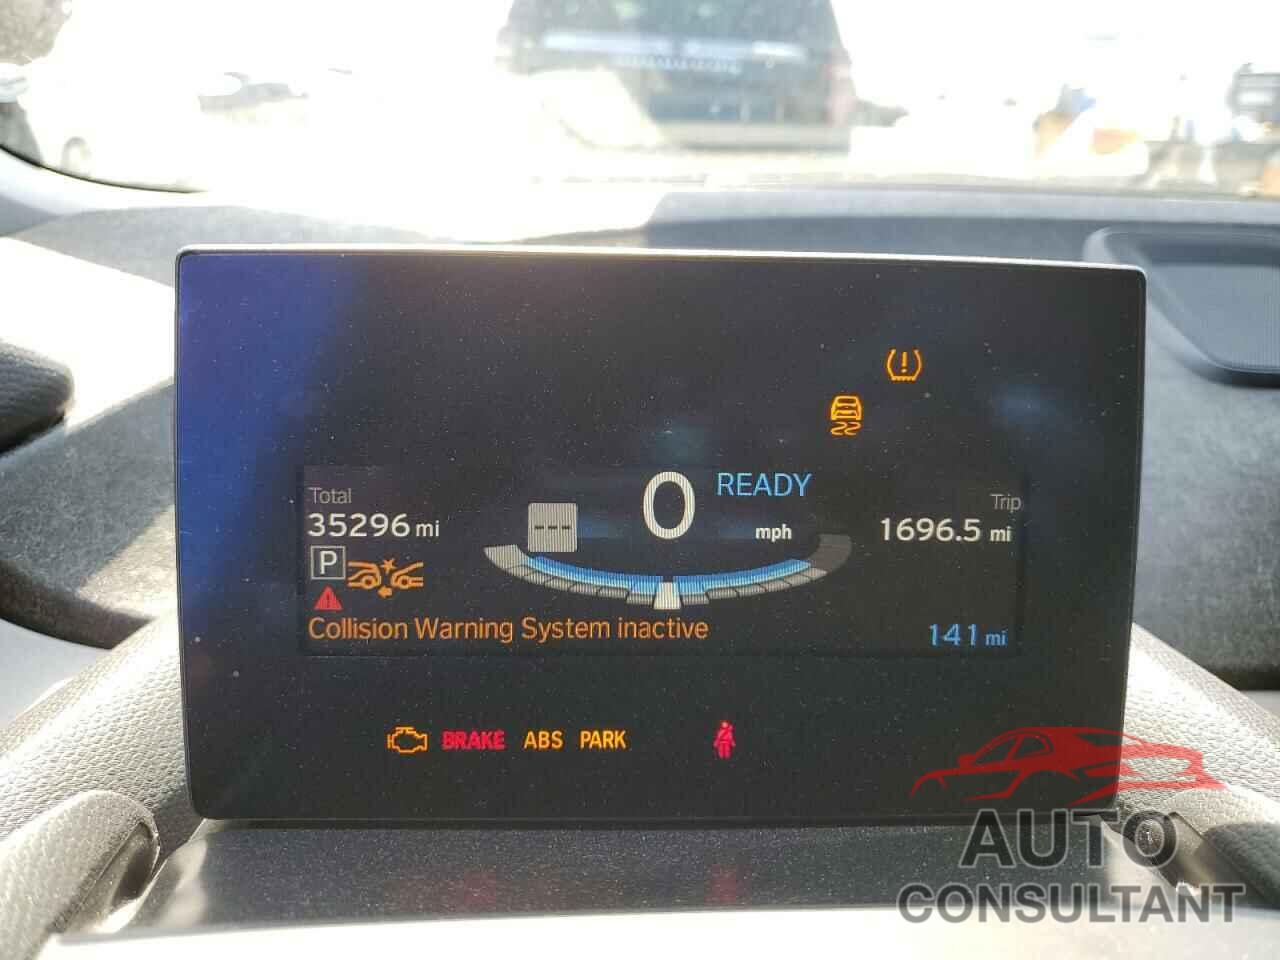 READY
Total
0
Trip
35296 mi
---
mph
1696.5 mi
P
Collision Warning System inactive
141 mi
BRAKE ABS PARK
AUTO
CONSULTANT